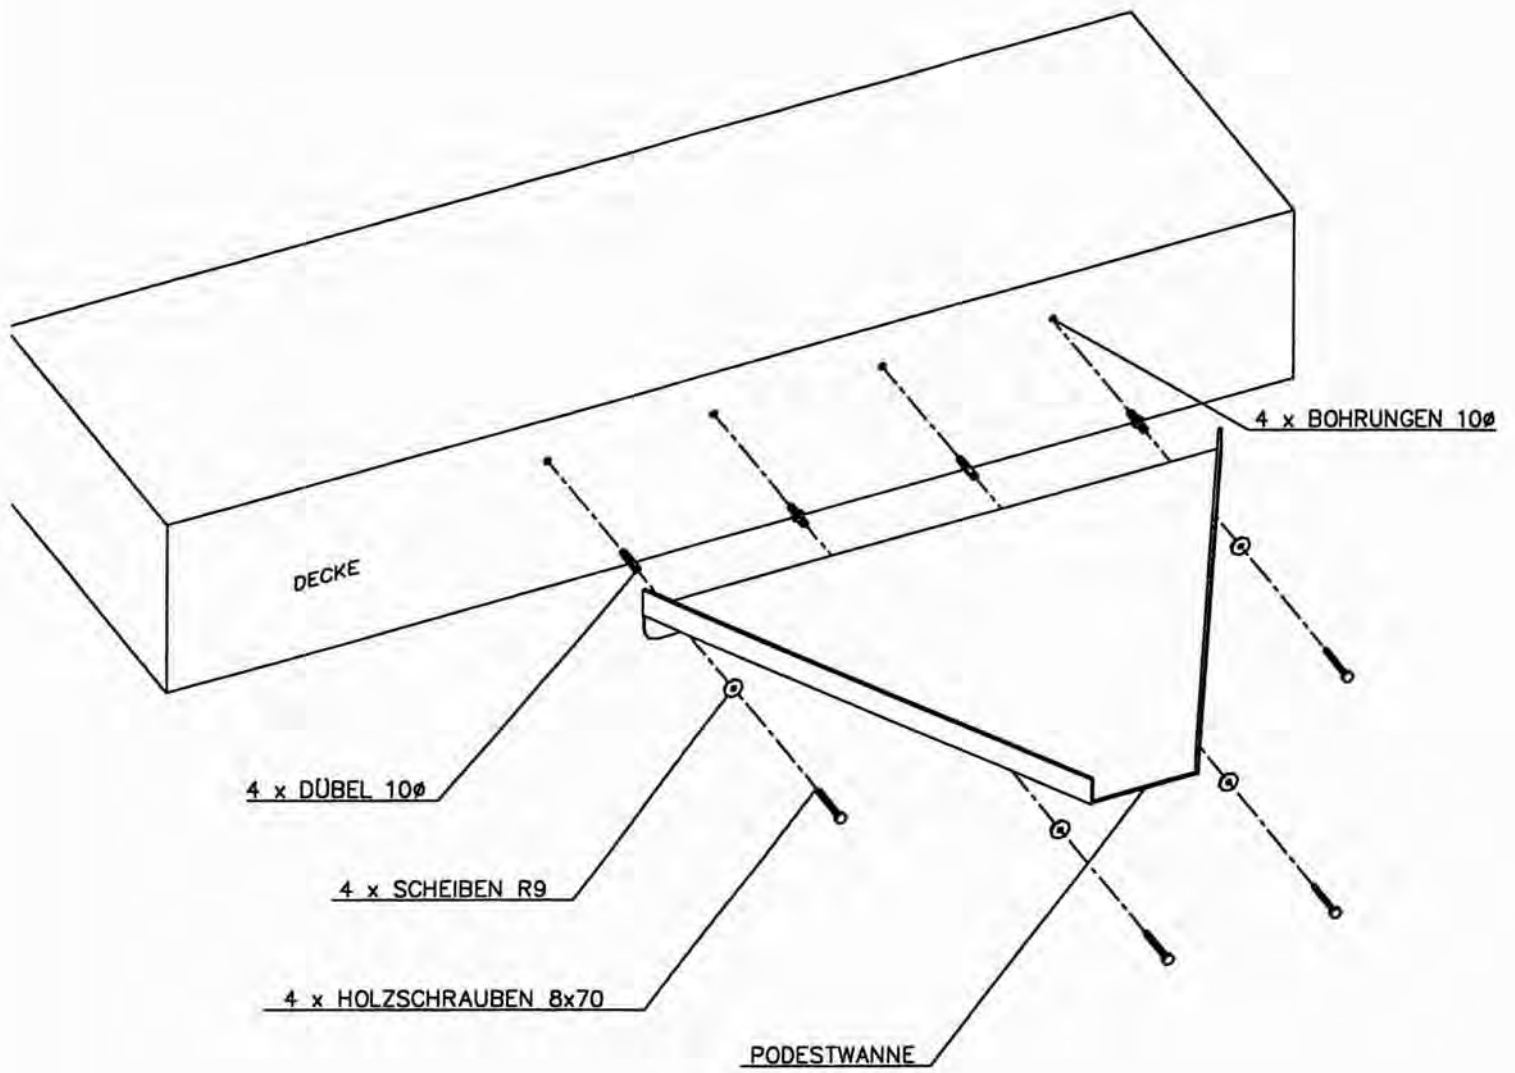 4 x BOHRUNGEN 10ø
DECKE
4 x DÜBEL 10ø
4 x SCHEIBEN R9
4 x HOLZSCHRAUBEN 8x70
PODESTWANNE